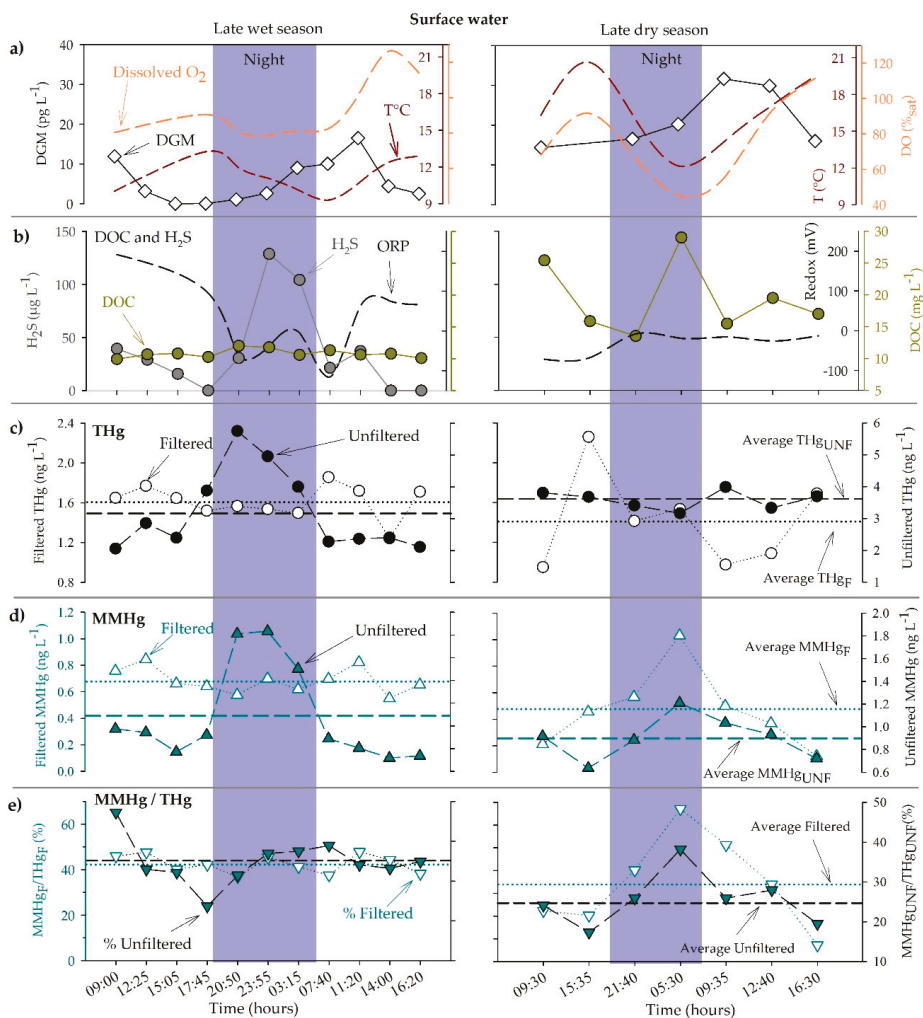 Surface water
Late wet season
Late dry season
a)
40
30
20
10
0
DGM (pg L-1)
Dissolved O2
DGM
Night
T°C
21
18
15
12
9
Night
21
18
15
12
9
T (°C)
120
100
80
60
40
DO (%sat)
b)
150
100
50
0
H2S (µg L-1)
DOC and H2S
DOC
H2S
ORP
Redox (mV)
200
100
0
-100
30
25
20
15
10
5
DOC (mg L-1)
c)
THg
2.4
2.0
1.6
1.2
0.8
Filtered THg (ng L-1)
Filtered
Unfiltered
Average THgUNF
Average THgF
6
5
4
3
2
1
Unfiltered THg (ng L-1)
d)
MMHg
1.2
1.0
0.8
0.6
0.4
0.2
0.0
Filtered MMHg (ng L-1)
Filtered
Unfiltered
Average MMHgF
Average MMHgUNF
2.0
1.8
1.6
1.4
1.2
1.0
0.8
0.6
Unfiltered MMHg (ng L-1)
e)
MMHg / THg
60
40
20
0
MMHgF/THgF (%)
% Unfiltered
% Filtered
Average Filtered
Average Unfiltered
50
40
30
20
10
MMHgUNF/THgUNF(%)
09:00
12:25
15:05
17:45
20:50
23:55
03:15
07:40
11:20
14:00
16:20
Time (hours)
09:30
15:35
21:40
05:30
09:35
12:40
16:30
Time (hours)